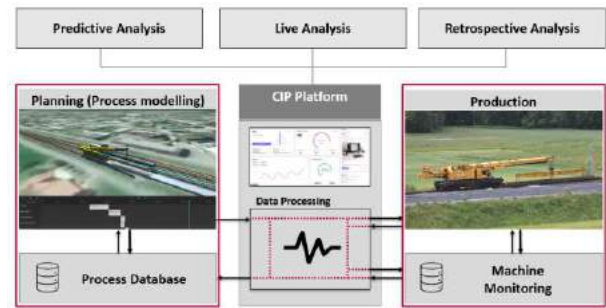 Predictive Analysis
Live Analysis
Retrospective Analysis
Planning (Process modelling)
CIP Platform
Production
Data Processing
Process Database
Machine
Monitoring